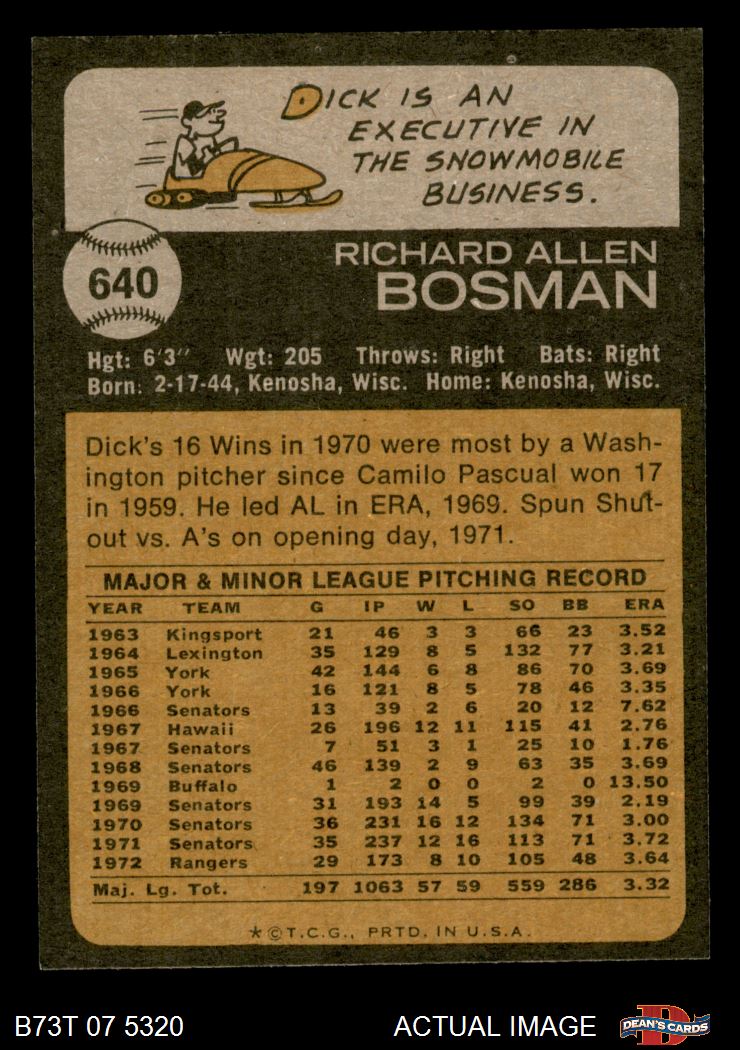 DICK IS AN
EXECUTIVE IN
THE SNOWMOBILE
BUSINESS.
640
RICHARD ALLEN
BOSMAN
Hgt: 6'3" Wgt: 205 Throws: Right Bats: Right
Born: 2-17-44, Kenosha, Wisc. Home: Kenosha, Wisc.
Dick's 16 Wins in 1970 were most by a Wash-
ington pitcher since Camilo Pascual won 17
in 1959. He led AL in ERA, 1969. Spun Shut-
out vs. A's on opening day, 1971.
MAJOR & MINOR LEAGUE PITCHING RECORD
YEAR TEAM G IP W L SO BB ERA
1963 Kingsport 21 46 3 3 66 23 3.52
1964 Lexington 35 129 8 5 132 77 3.21
1965 York 42 144 6 8 86 70 3.69
1966 York 16 121 8 5 78 46 3.35
1966 Senators 13 39 2 6 20 12 7.62
1967 Hawaii 26 196 12 11 115 41 2.76
1967 Senators 7 51 3 1 25 10 1.76
1968 Senators 46 139 2 9 63 35 3.69
1969 Buffalo 1 2 0 0 2 0 13.50
1969 Senators 31 193 14 5 99 39 2.19
1970 Senators 36 231 16 12 134 71 3.00
1971 Senators 35 237 12 16 113 71 3.72
1972 Rangers 29 173 8 10 105 48 3.64
Maj. Lg. Tot. 197 1063 57 59 559 286 3.32
*©T.C.G., PRTD. IN U.S.A.
B73T 07 5320 ACTUAL IMAGE D DEAN'S CARDS